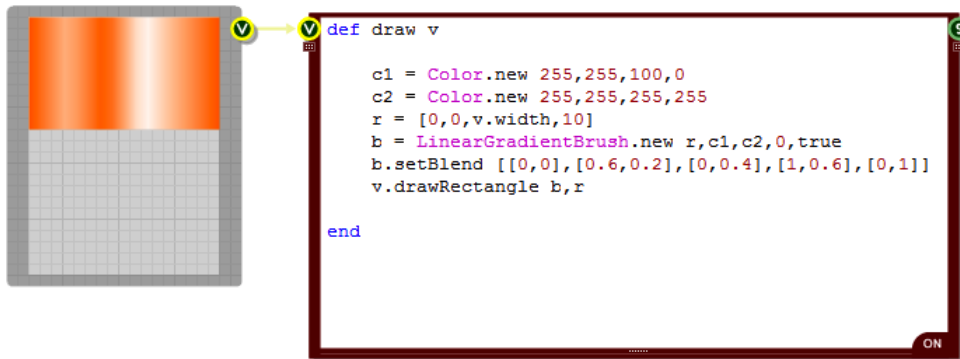 V
V
def draw v
c1 = Color.new 255,255,100,0
c2 = Color.new 255,255,255,255
r = [0,0,v.width,10]
b = LinearGradientBrush.new r,c1,c2,0,true
b.setBlend [[0,0],[0.6,0.2],[0,0.4],[1,0.6],[0,1]]
v.drawRectangle b,r
end
ON